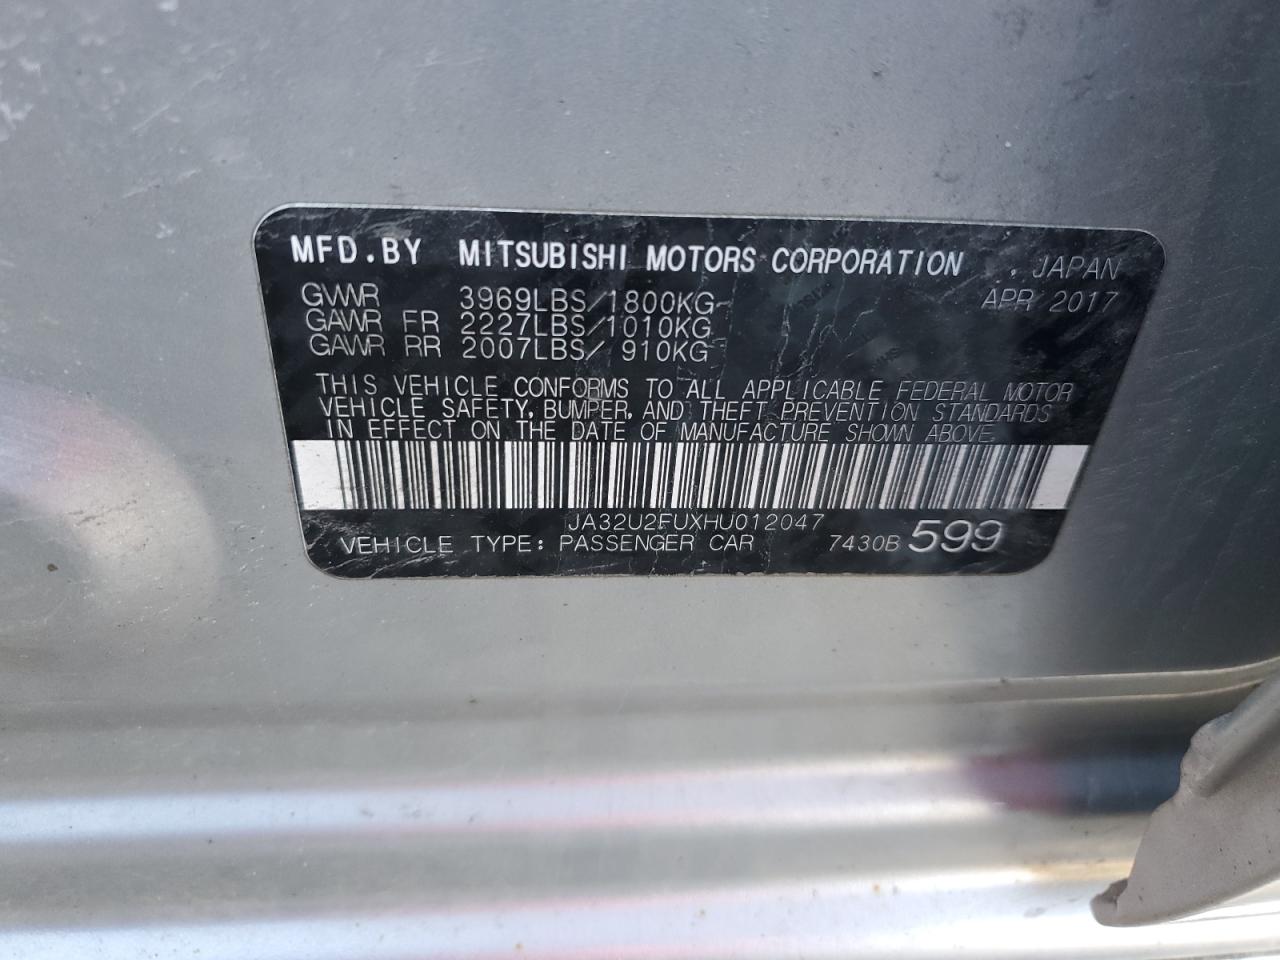 MFD.BY MITSUBISHI MOTORS CORPORATION , JAPAN
GVWR 3969LBS/1800KG APR 2017
GAWR FR 2227LBS/1010KG
GAWR RR 2007LBS/ 910KG
THIS VEHICLE CONFORMS TO ALL APPLICABLE FEDERAL MOTOR
VEHICLE SAFETY, BUMPER, AND THEFT PREVENTION STANDARDS
IN EFFECT ON THE DATE OF MANUFACTURE SHOWN ABOVE.
JA32U2FUXHU012047
VEHICLE TYPE: PASSENGER CAR 7430B 599